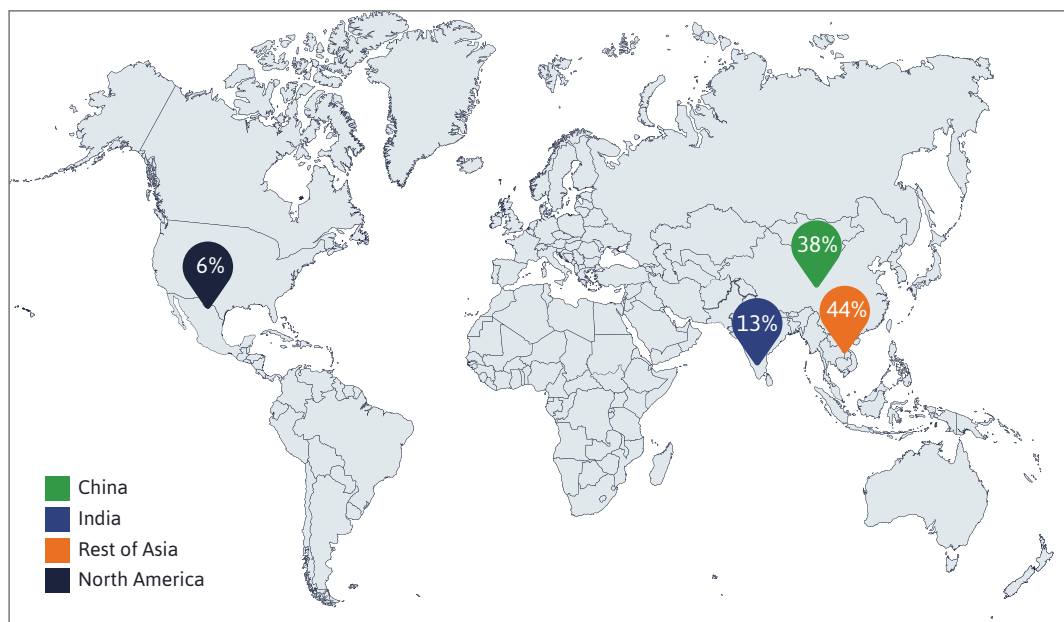 38%
6%
44%
13%
China
India
Rest of Asia
North America